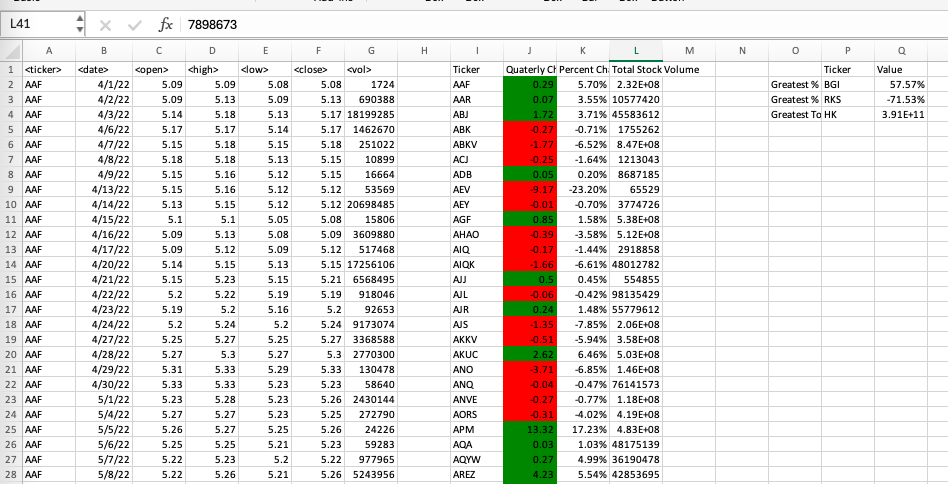 L41 fx 7898673
A B C D E F G H I J K L M N O P Q
1 <ticker> <date> <open> <high> <low> <close> <vol> Ticker Quaterly Ch Percent Ch Total Stock Volume Ticker Value
2 AAF 4/1/22 5.09 5.09 5.08 5.08 1724 AAF 0.29 5.70% 2.32E+08 Greatest % BGI 57.57%
3 AAF 4/2/22 5.09 5.13 5.09 5.13 690388 AAR 0.07 3.55% 10577420 Greatest % RKS -71.53%
4 AAF 4/3/22 5.14 5.18 5.13 5.17 18199285 ABJ 1.72 3.71% 45583612 Greatest To HK 3.91E+11
5 AAF 4/6/22 5.17 5.17 5.14 5.17 1462670 ABK -0.27 -0.71% 1755262
6 AAF 4/7/22 5.15 5.18 5.15 5.18 251022 ABKV -1.77 -6.52% 8.47E+08
7 AAF 4/8/22 5.18 5.18 5.13 5.15 10899 ACJ -0.25 -1.64% 1213043
8 AAF 4/9/22 5.15 5.16 5.12 5.15 16664 ADB 0.05 0.20% 8687185
9 AAF 4/13/22 5.15 5.16 5.12 5.12 53569 AEV -9.17 -23.20% 65529
10 AAF 4/14/22 5.13 5.15 5.12 5.12 20698485 AEY -0.01 -0.70% 3774726
11 AAF 4/15/22 5.1 5.1 5.05 5.08 15806 AGF 0.85 1.58% 5.38E+08
12 AAF 4/16/22 5.09 5.13 5.08 5.09 3609880 AHAO -0.39 -3.58% 5.12E+08
13 AAF 4/17/22 5.09 5.12 5.09 5.12 517468 AIQ -0.17 -1.44% 2918858
14 AAF 4/20/22 5.14 5.15 5.13 5.15 17256106 AIQK -1.66 -6.61% 48012782
15 AAF 4/21/22 5.15 5.23 5.15 5.21 6568495 AJJ 0.5 0.45% 554855
16 AAF 4/22/22 5.2 5.22 5.19 5.19 918046 AJL -0.06 -0.42% 98135429
17 AAF 4/23/22 5.19 5.2 5.16 5.2 92653 AJR 0.24 1.48% 55779612
18 AAF 4/24/22 5.2 5.24 5.2 5.24 9173074 AJS -1.35 -7.85% 2.06E+08
19 AAF 4/27/22 5.25 5.27 5.25 5.27 3368588 AKKV -0.51 -5.94% 3.58E+08
20 AAF 4/28/22 5.27 5.3 5.27 5.3 2770300 AKUC 2.62 6.46% 5.03E+08
21 AAF 4/29/22 5.31 5.33 5.29 5.33 130478 ANO -3.71 -6.85% 1.46E+08
22 AAF 4/30/22 5.33 5.33 5.23 5.23 58640 ANQ -0.04 -0.47% 76141573
23 AAF 5/1/22 5.23 5.28 5.23 5.26 2430144 ANVE -0.27 -0.77% 1.18E+08
24 AAF 5/4/22 5.27 5.27 5.23 5.25 272790 AORS -0.31 -4.02% 4.19E+08
25 AAF 5/5/22 5.26 5.27 5.25 5.26 24226 APM 13.32 17.23% 4.83E+08
26 AAF 5/6/22 5.25 5.25 5.21 5.23 59283 AQA 0.03 1.03% 48175139
27 AAF 5/7/22 5.22 5.23 5.2 5.22 977965 AQYW 0.27 4.99% 36190478
28 AAF 5/8/22 5.22 5.26 5.21 5.26 5243956 AREZ 4.23 5.54% 42853695